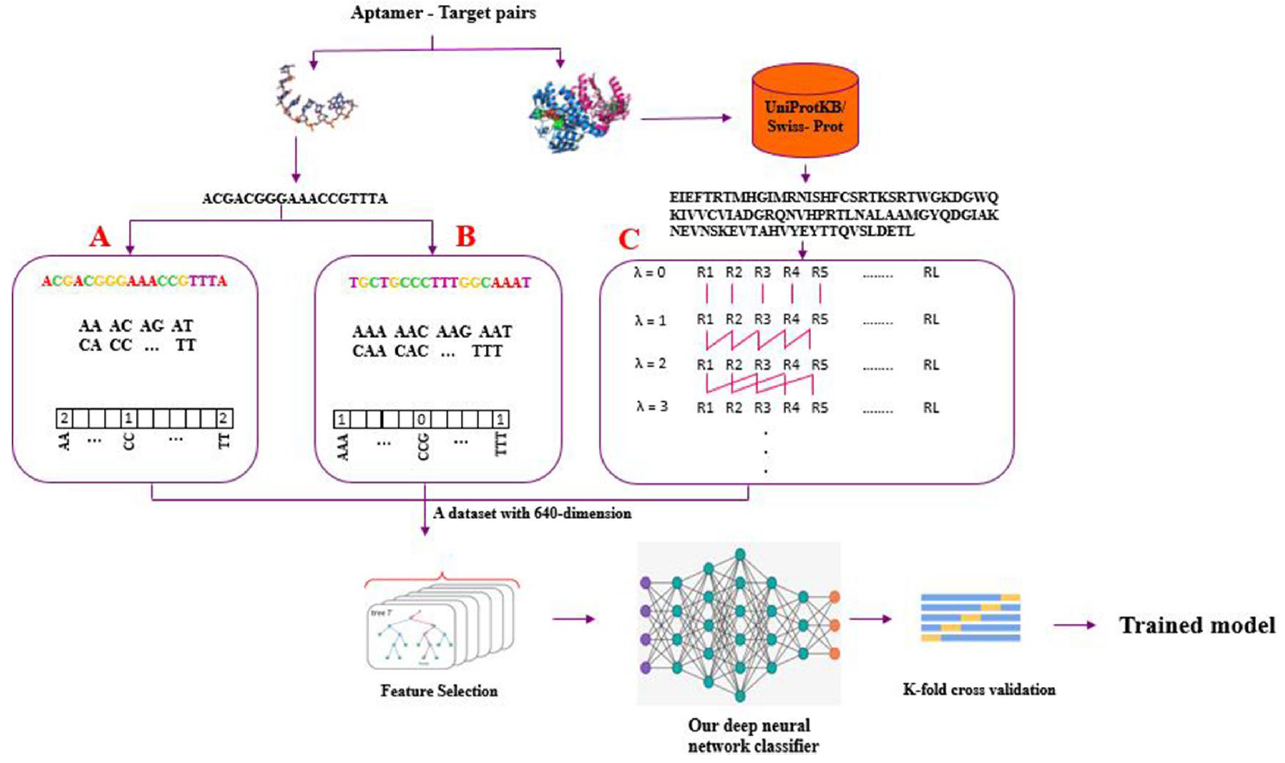 Aptamer - Target pairs
UniProtKB/
Swiss- Prot
ACGACGGGAAACCGTTTA
EIEFTRTMHGIMRNISHFCSRTKSRTWGKDGWQ
KIVVCVIADGRQNVHPRTLNALAAMGYQDGIAK
NEVNSKEVTAHVYEYTTQVSLDETL
A
ACGACGGGAAACCGTTTA
AA AC AG AT
CA CC ... TT
2 1 2
AA ... CC ... TT
B
TGCTGCCCTTTGGCAAAT
AAA AAC AAG AAT
CAA CAC ... TTT
1 0 1
AAA ... CCG ... TTT
C
λ = 0 R1 R2 R3 R4 R5 ........ RL
λ = 1 R1 R2 R3 R4 R5 ........ RL
λ = 2 R1 R2 R3 R4 R5 ........ RL
λ = 3 R1 R2 R3 R4 R5 ........ RL
A dataset with 640-dimension
Feature Selection
Our deep neural
network classifier
K-fold cross validation
Trained model